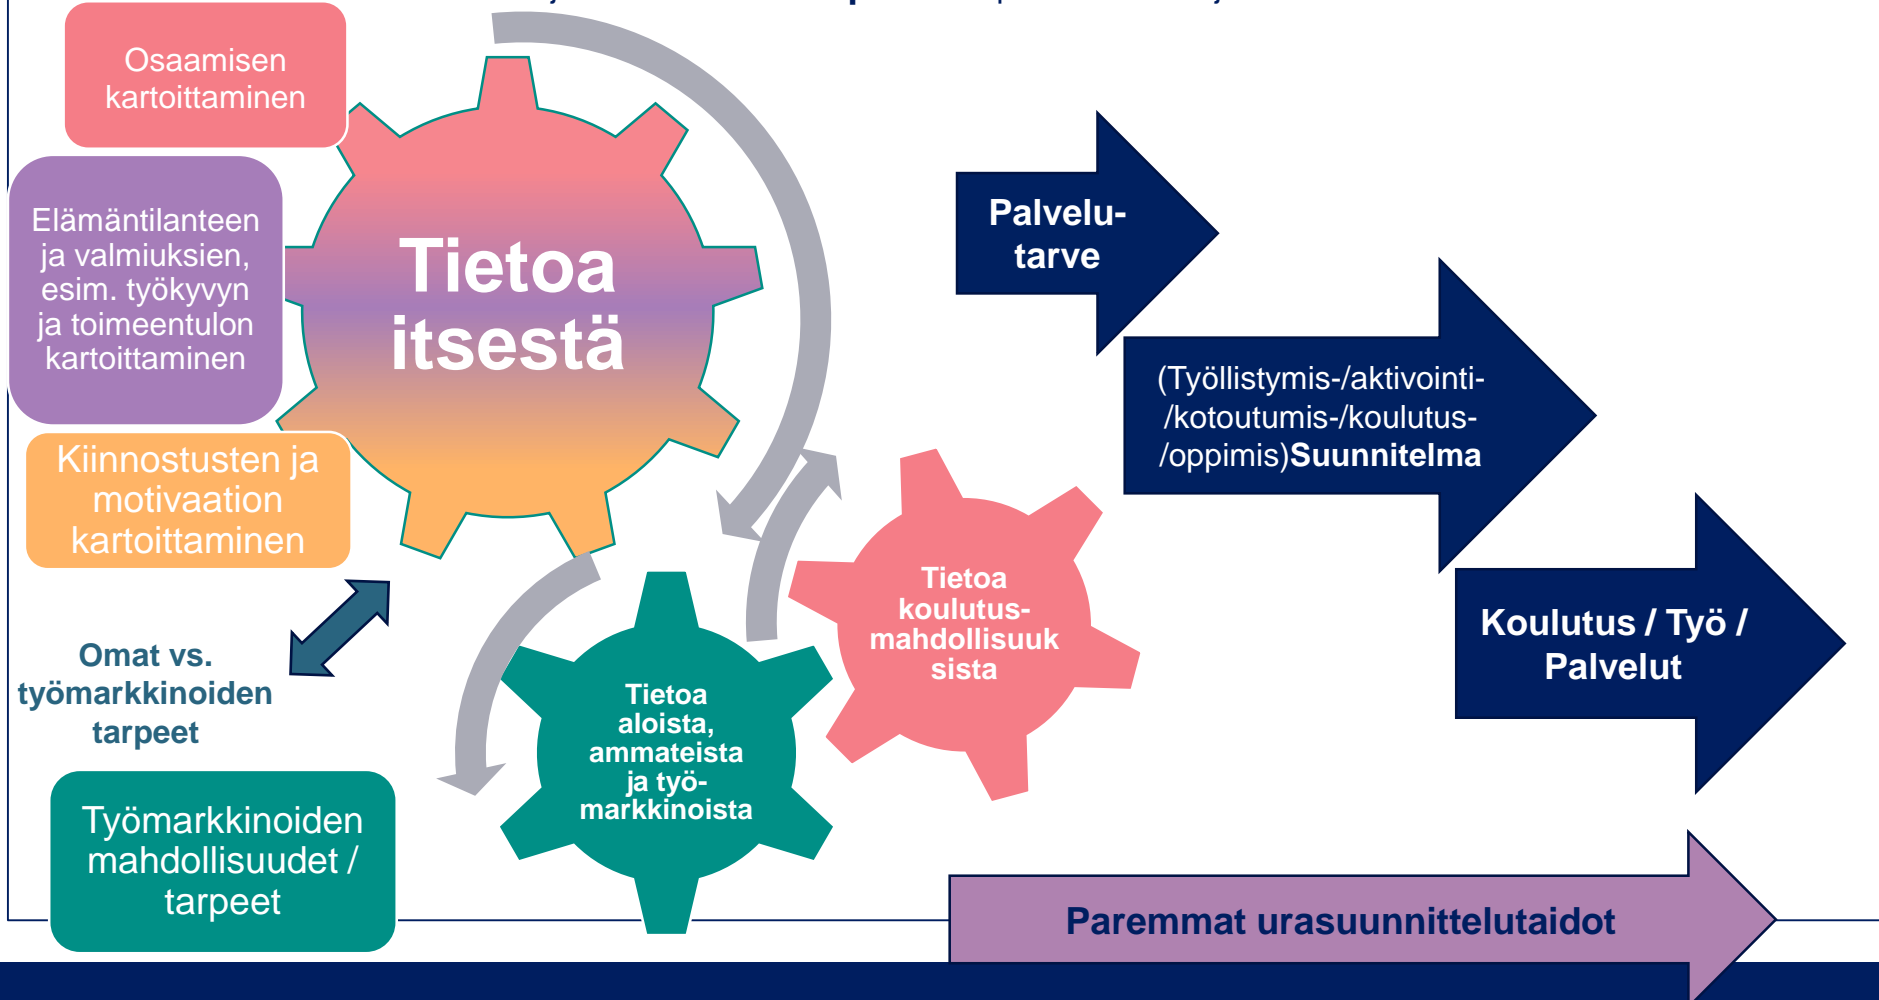 Osaamisen
kartoittaminen
Elämäntilanteen
ja valmiuksien,
esim. työkyvyn
ja toimeentulon
kartoittaminen
Kiinnostusten ja
motivaation
kartoittaminen
Omat vs.
työmarkkinoiden
tarpeet
Työmarkkinoiden
mahdollisuudet /
tarpeet
Tietoa
itsestä
Tietoa
aloista,
ammateista
ja työ-
markkinoista
Tietoa
koulutus-
mahdollisuuk
sista
Palvelu-
tarve
(Työllistymis-/aktivointi-
/kotoutumis-/koulutus-
/oppimis)Suunnitelma
Koulutus / Työ /
Palvelut
Paremmat urasuunnittelutaidot